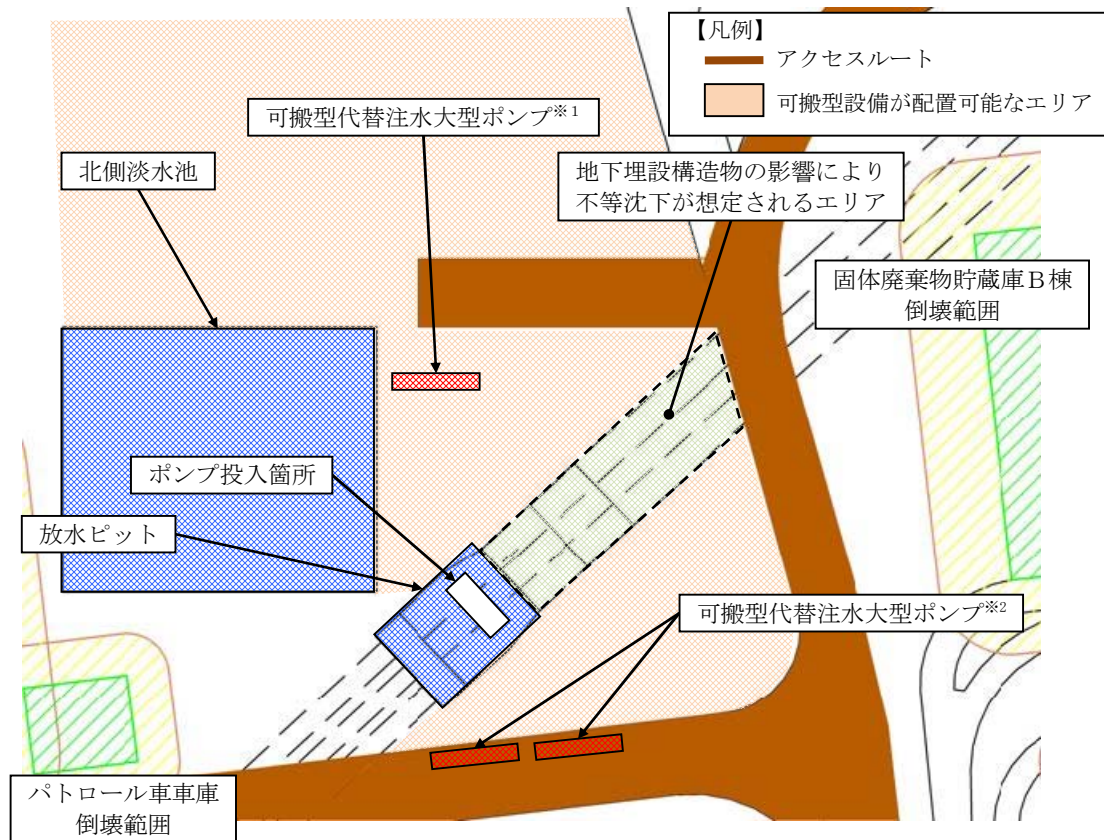 【凡例】
アクセスルート
可搬型設備が配置可能なエリア
可搬型代替注水大型ポンプ※1
地下埋設構造物の影響により
不等沈下が想定されるエリア
北側淡水池
固体廃棄物貯蔵庫B棟
倒壊範囲
ポンプ投入箇所
放水ピット
可搬型代替注水大型ポンプ※2
パトロール車車庫
倒壊範囲